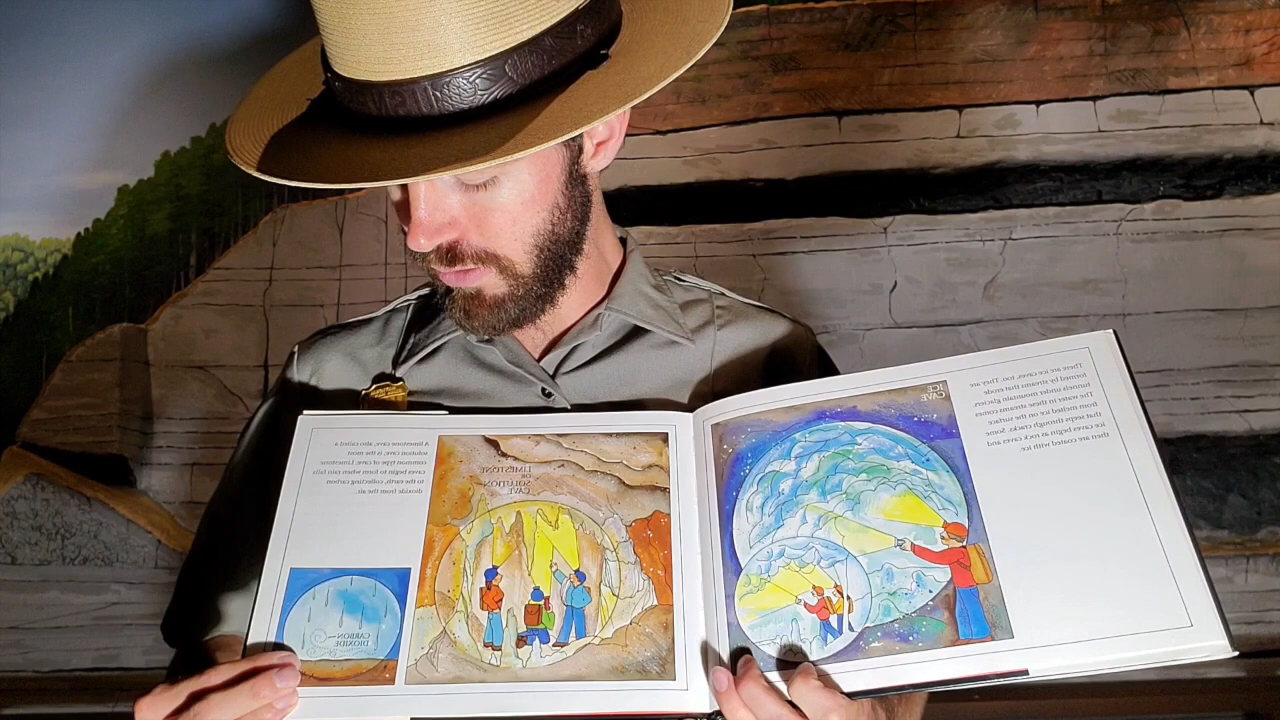 There are ice caves, too. They are
formed by streams that erode
tunnels under mountain glaciers.
The water in these streams comes
from melted ice on the surface
that seeps through cracks. Some
ice caves begin as rock caves and
then are coated with ice.
ICE
CAVE
LIMESTONE
OR
SOLUTION
CAVE
A limestone cave, also called a
solution cave, is the most
common type of cave. Limestone
caves begin to form when rain falls
to the earth, collecting carbon
dioxide from the air.
CARBON
DIOXIDE